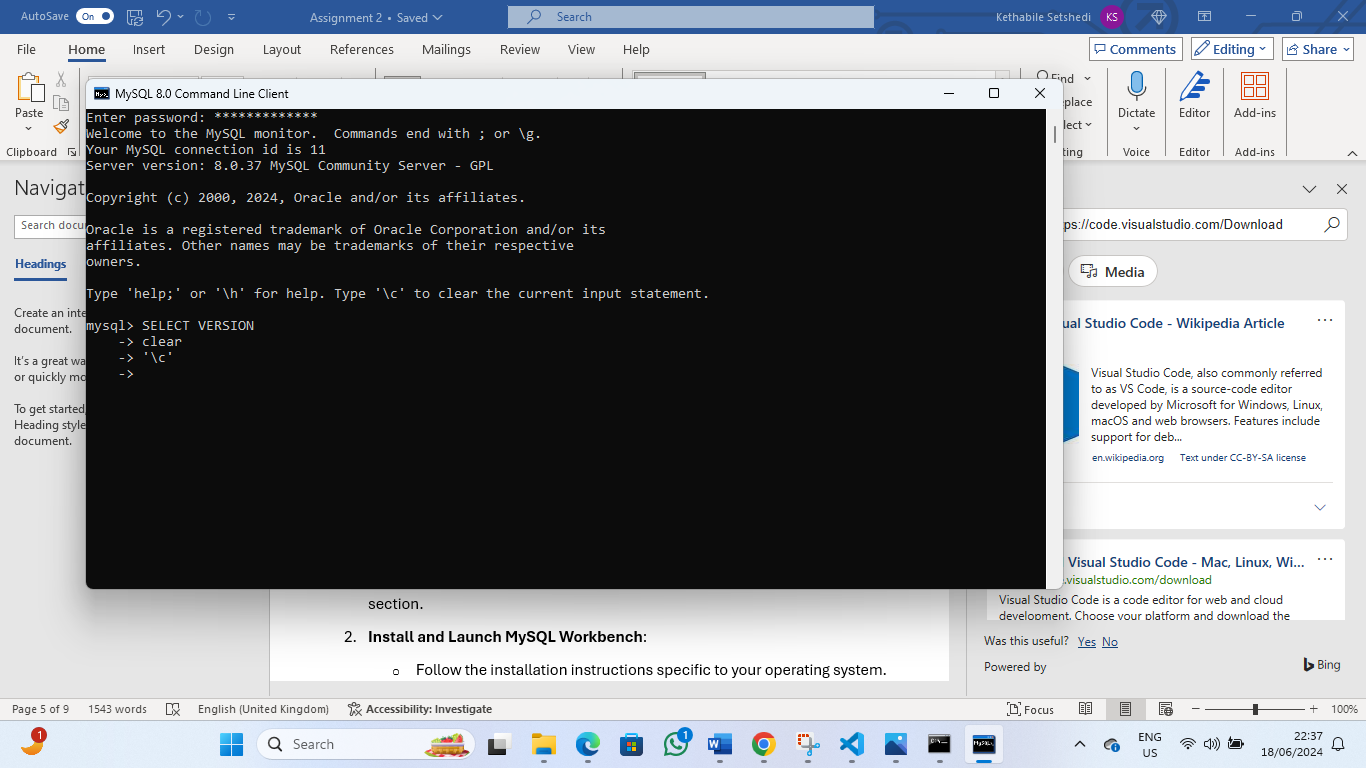 AutoSave On Assignment 2 • Saved Search Kethabile Setshedi KS
File Home Insert Design Layout References Mailings Review View Help Comments Editing Share
Paste
Clipboard
Find
place
lect
ting
Dictate
Voice
Editor
Editor
Add-ins
Add-ins
MySQL 8.0 Command Line Client
Enter password: *************
Welcome to the MySQL monitor.  Commands end with ; or \g.
Your MySQL connection id is 11
Server version: 8.0.37 MySQL Community Server - GPL
Copyright (c) 2000, 2024, Oracle and/or its affiliates.
Oracle is a registered trademark of Oracle Corporation and/or its
affiliates. Other names may be trademarks of their respective
owners.
Type 'help;' or '\h' for help. Type '\c' to clear the current input statement.
mysql> SELECT VERSION
    -> clear
    -> '\c'
    ->
Navigat
Search docu
Headings
Create an inte
document.
It's a great wa
or quickly mo
To get started,
Heading style
document.
section.
2. Install and Launch MySQL Workbench:
o Follow the installation instructions specific to your operating system.
ps://code.visualstudio.com/Download
Media
ual Studio Code - Wikipedia Article
Visual Studio Code, also commonly referred
to as VS Code, is a source-code editor
developed by Microsoft for Windows, Linux,
macOS and web browsers. Features include
support for deb...
en.wikipedia.org Text under CC-BY-SA license
Visual Studio Code - Mac, Linux, Wi...
.visualstudio.com/download
Visual Studio Code is a code editor for web and cloud
development. Choose your platform and download the
Was this useful? Yes No
Powered by Bing
Page 5 of 9 1543 words English (United Kingdom) Accessibility: Investigate Focus 100%
1 Search 1 ENG
US
22:37
18/06/2024